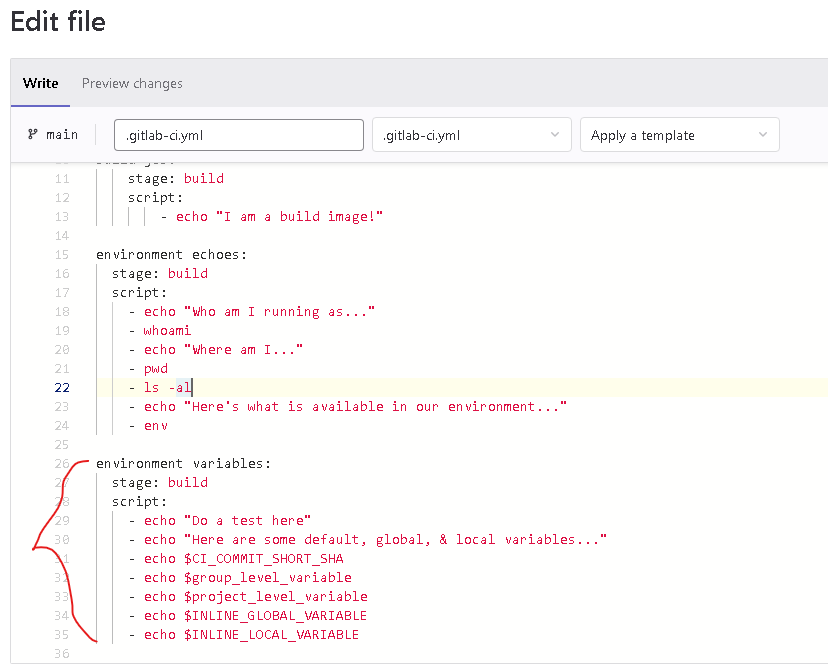 Edit file
Write Preview changes
main .gitlab-ci.yml .gitlab-ci.yml Apply a template
11 stage: build
12 script:
13 - echo "I am a build image!"
14
15 environment echoes:
16 stage: build
17 script:
18 - echo "Who am I running as..."
19 - whoami
20 - echo "Where am I..."
21 - pwd
22 - ls -al
23 - echo "Here's what is available in our environment..."
24 - env
25
26 environment variables:
27 stage: build
28 script:
29 - echo "Do a test here"
30 - echo "Here are some default, global, & local variables..."
31 - echo $CI_COMMIT_SHORT_SHA
32 - echo $group_level_variable
33 - echo $project_level_variable
34 - echo $INLINE_GLOBAL_VARIABLE
35 - echo $INLINE_LOCAL_VARIABLE
36